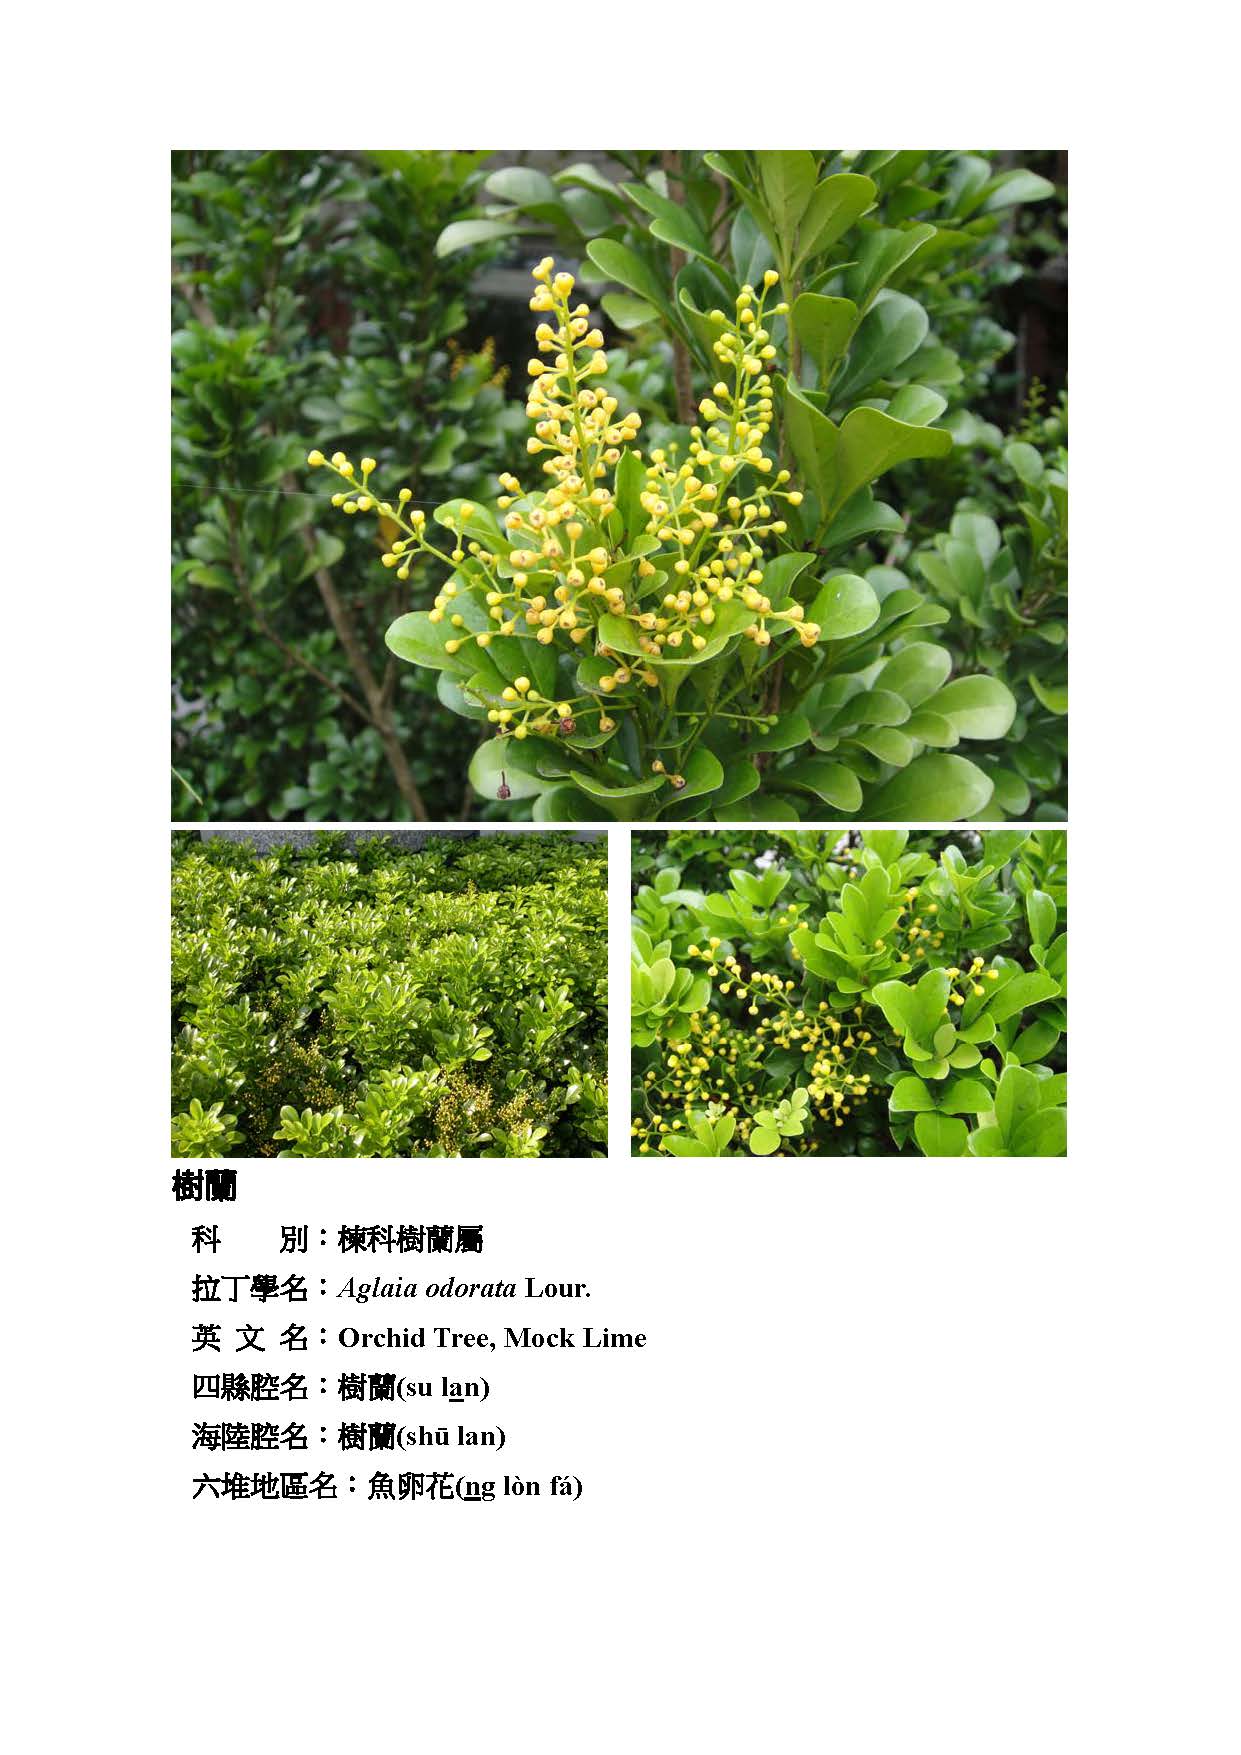 樹蘭
科　　別：楝科樹蘭屬
拉丁學名：Aglaia odorata Lour.
英 文 名：Orchid Tree, Mock Lime
四縣腔名：樹蘭(su lan)
海陸腔名：樹蘭(shū lan)
六堆地區名：魚卵花(ng lòn fá)